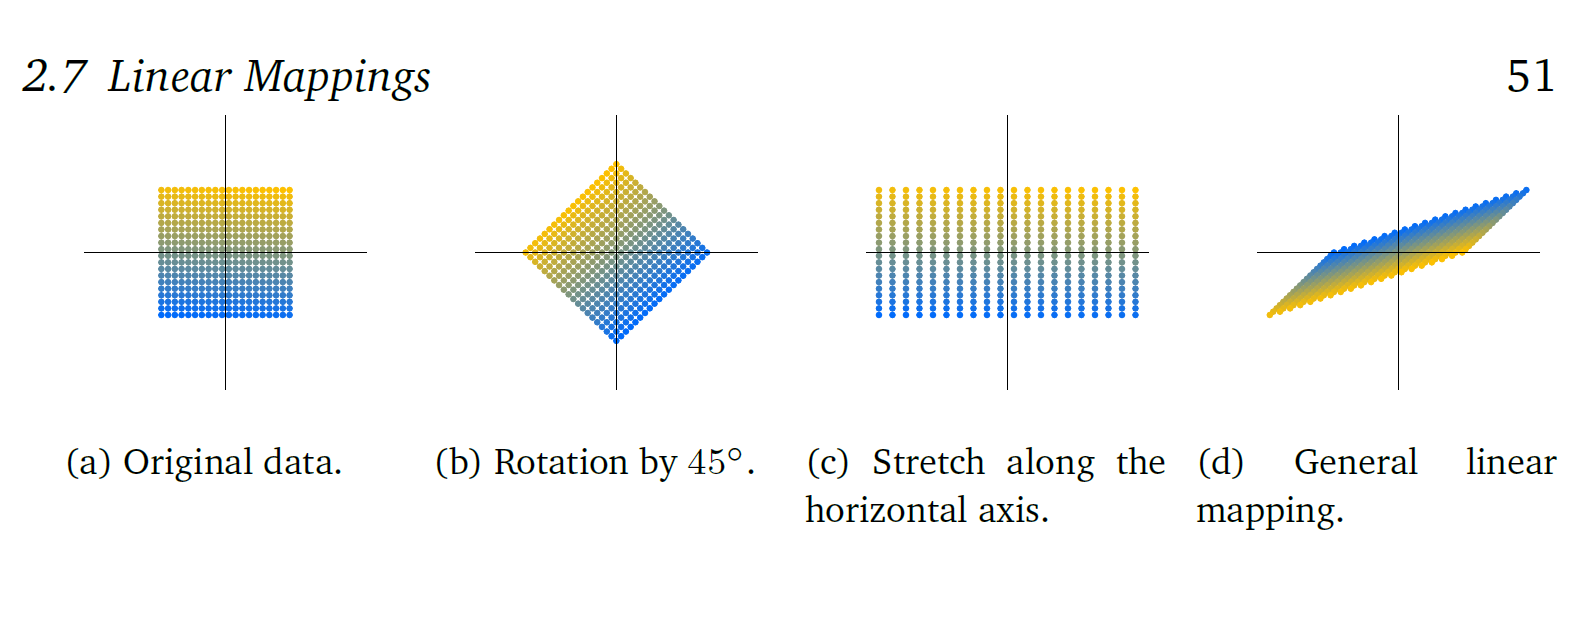 2.7 Linear Mappings 51
(a) Original data.
(b) Rotation by 45°.
(c) Stretch along the
horizontal axis.
(d) General linear
mapping.